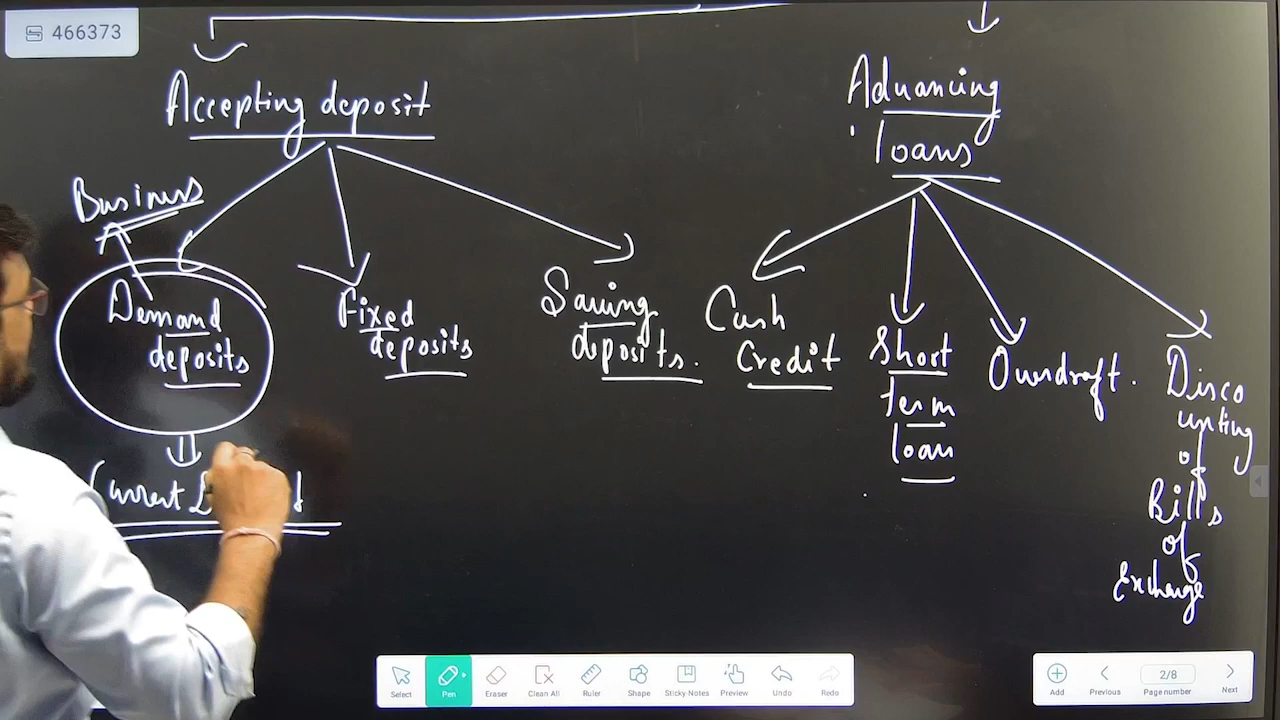 466373
Accepting deposit
Advancing
loans
Business
Demand
deposits
Fixed
deposits
Saving
deposits.
Cash
Credit
Short
term
loan
Overdraft.
Disco
unting
of
Bills
of
Exchange
Current
Select
Pen
Eraser
Clean All
Ruler
Shape
Sticky Notes
Preview
Undo
Redo
Add
Previous
2/8
Page number
Next